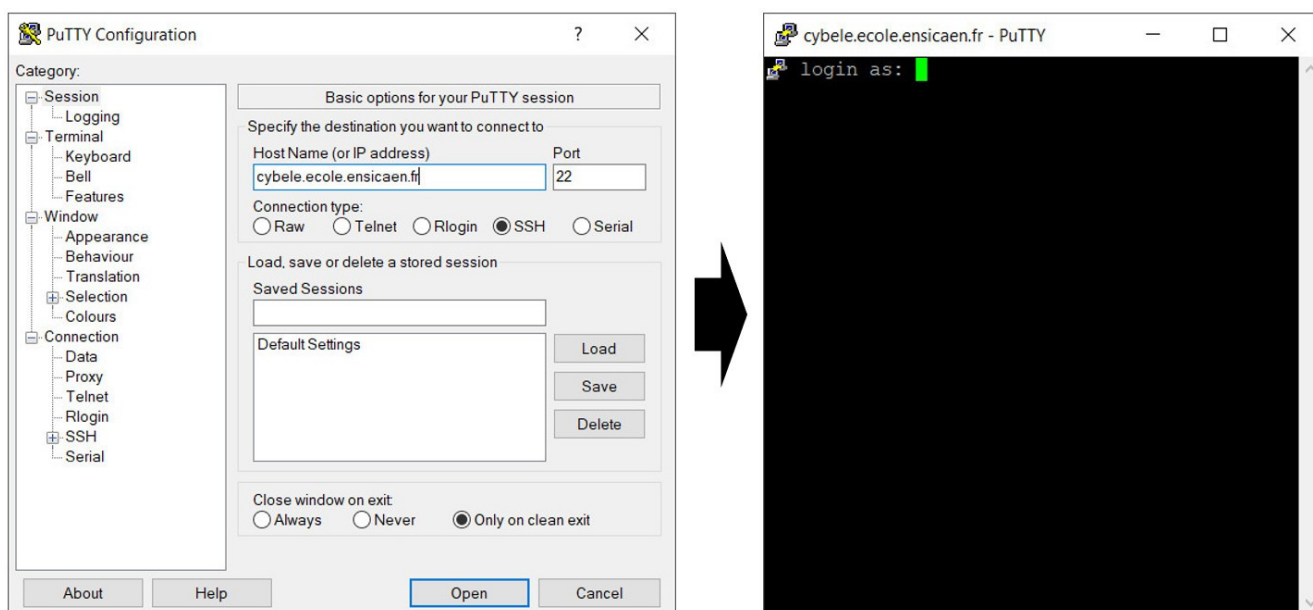 PuTTY Configuration
?
Category:
Session
Logging
Terminal
Keyboard
Bell
Features
Window
Appearance
Behaviour
Translation
Selection
Colours
Connection
Data
Proxy
Telnet
Rlogin
SSH
Serial
Basic options for your PuTTY session
Specify the destination you want to connect to
Host Name (or IP address) Port
cybele.ecole.ensicaen.fr 22
Connection type:
Raw Telnet Rlogin SSH Serial
Load, save or delete a stored session
Saved Sessions
Default Settings
Load
Save
Delete
Close window on exit:
Always Never Only on clean exit
About Help Open Cancel
cybele.ecole.ensicaen.fr - PuTTY
login as: